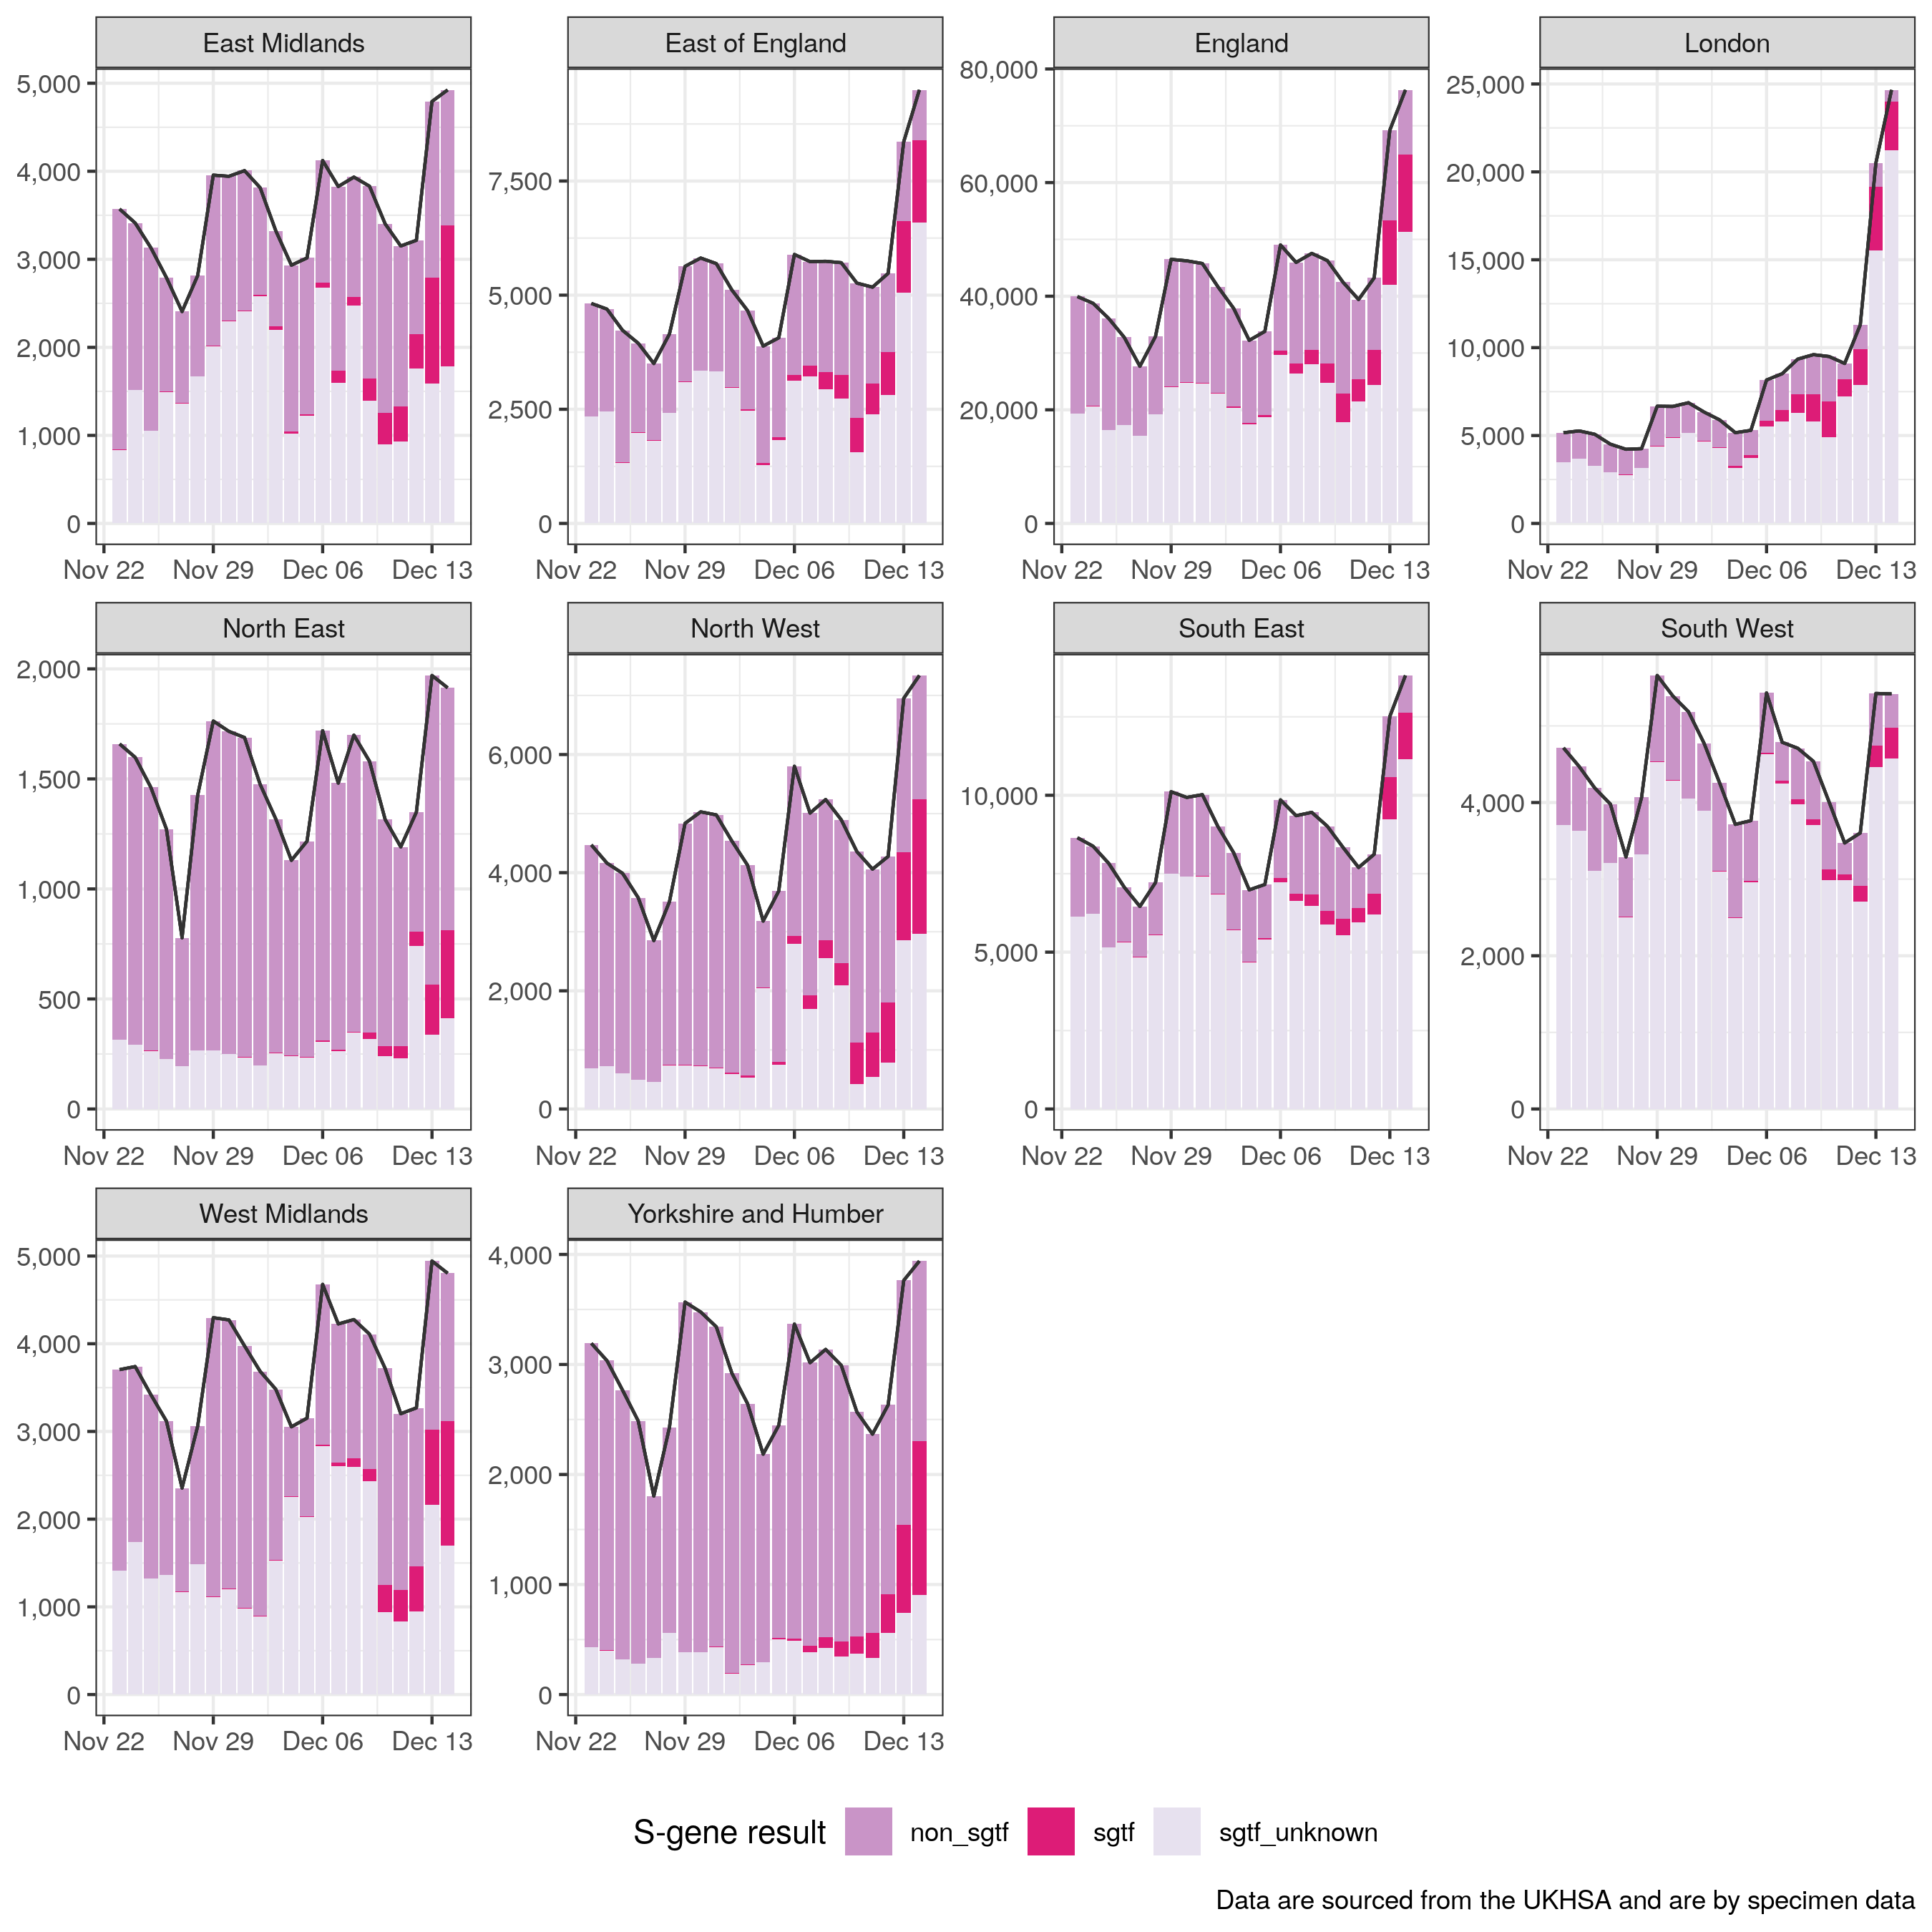 East Midlands East of England England London
5,000 7,500 80,000 25,000
4,000 5,000 60,000 20,000
3,000 2,500 40,000 15,000
2,000 0 20,000 10,000
1,000 0 5,000
0 0
Nov 22 Nov 29 Dec 06 Dec 13 Nov 22 Nov 29 Dec 06 Dec 13 Nov 22 Nov 29 Dec 06 Dec 13 Nov 22 Nov 29 Dec 06 Dec 13
North East North West South East South West
2,000 6,000 10,000 4,000
1,500 4,000 5,000 2,000
1,000 2,000 0 0
500 0
0
Nov 22 Nov 29 Dec 06 Dec 13 Nov 22 Nov 29 Dec 06 Dec 13 Nov 22 Nov 29 Dec 06 Dec 13 Nov 22 Nov 29 Dec 06 Dec 13
West Midlands Yorkshire and Humber
5,000 4,000
4,000 3,000
3,000 2,000
2,000 1,000
1,000 0
0
Nov 22 Nov 29 Dec 06 Dec 13 Nov 22 Nov 29 Dec 06 Dec 13
S-gene result non_sgtf sgtf sgtf_unknown
Data are sourced from the UKHSA and are by specimen data